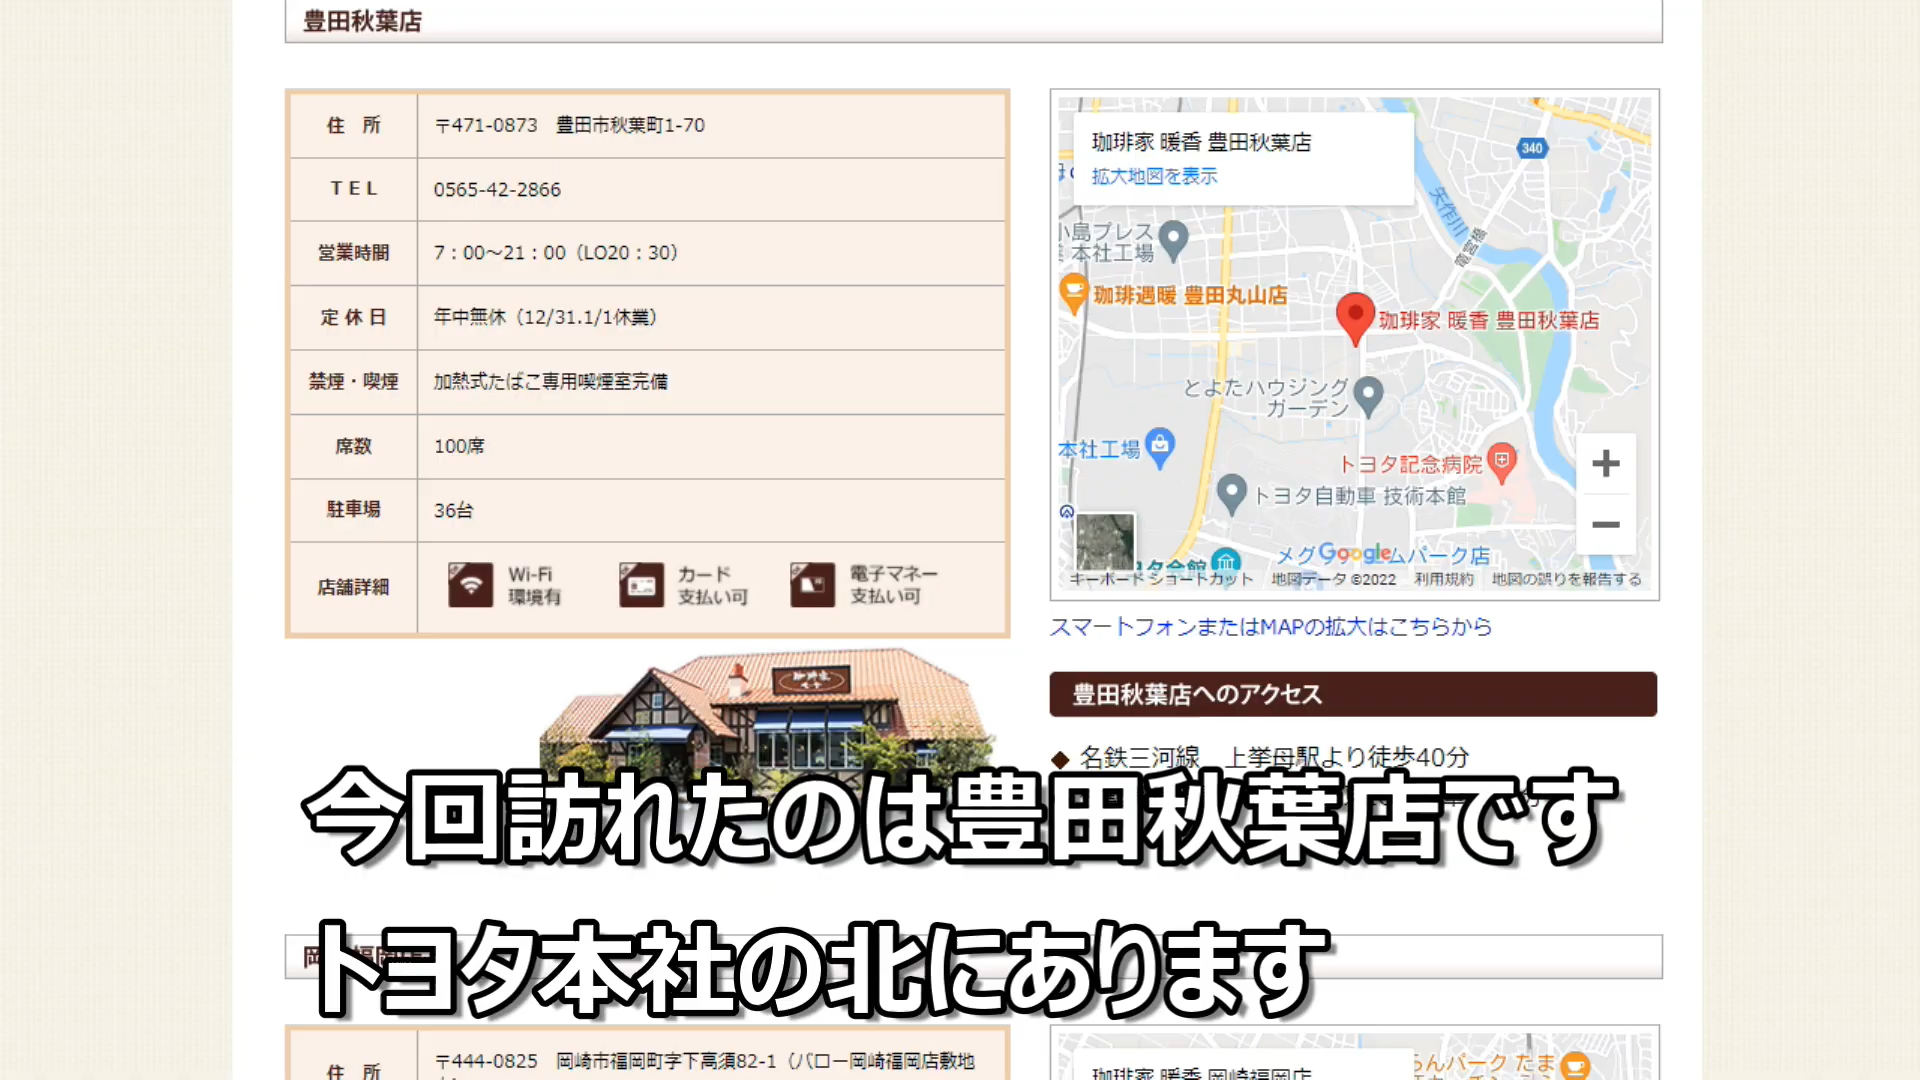 豊田秋葉店
住 所 〒471-0873 豊田市秋葉町1-70
TEL 0565-42-2866
営業時間 7：00～21：00（LO20：30）
定休日 年中無休（12/31.1/1休業）
禁煙・喫煙 加熱式たばこ専用喫煙室完備
席数 100席
駐車場 36台
店舗詳細
Wi-Fi
環境有
カード
支払い可
電子マネー
支払い可
珈琲家 暖香 豊田秋葉店
拡大地図を表示
340
矢作川
竜宮橋
小島プレス
本社工場
珈琲遇暖 豊田丸山店
珈琲家 暖香 豊田秋葉店
とよたハウジング
ガーデン
本社工場
トヨタ記念病院
トヨタ自動車 技術本館
メグ
Google
ムパーク店
キーボード ショートカット 地図データ ©2022 利用規約 地図の誤りを報告する
スマートフォンまたはMAPの拡大はこちらから
豊田秋葉店へのアクセス
◆ 名鉄三河線 上挙母駅より徒歩40分
今回訪れたのは豊田秋葉店です
トヨタ本社の北にあります
住 所 〒444-0825 岡崎市福岡町字下高須82-1（バロー岡崎福岡店敷地
珈琲家 暖香 岡崎福岡店
らんパーク たま